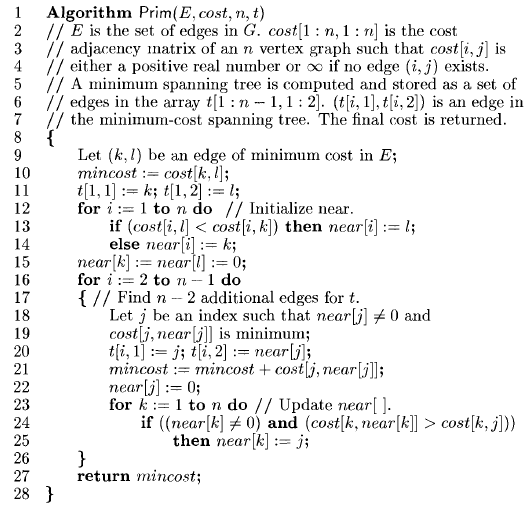 1 Algorithm Prim(E, cost, n, t)
2 // E is the set of edges in G. cost[1 : n, 1 : n] is the cost
3 // adjacency matrix of an n vertex graph such that cost[i, j] is
4 // either a positive real number or ∞ if no edge (i, j) exists.
5 // A minimum spanning tree is computed and stored as a set of
6 // edges in the array t[1 : n − 1, 1 : 2]. (t[i, 1], t[i, 2]) is an edge in
7 // the minimum-cost spanning tree. The final cost is returned.
8 {
9 Let (k, l) be an edge of minimum cost in E;
10 mincost := cost[k, l];
11 t[1, 1] := k; t[1, 2] := l;
12 for i := 1 to n do // Initialize near.
13 if (cost[i, l] < cost[i, k]) then near[i] := l;
14 else near[i] := k;
15 near[k] := near[l] := 0;
16 for i := 2 to n − 1 do
17 { // Find n − 2 additional edges for t.
18 Let j be an index such that near[j] ≠ 0 and
19 cost[j, near[j]] is minimum;
20 t[i, 1] := j; t[i, 2] := near[j];
21 mincost := mincost + cost[j, near[j]];
22 near[j] := 0;
23 for k := 1 to n do // Update near[ ].
24 if ((near[k] ≠ 0) and (cost[k, near[k]] > cost[k, j]))
25 then near[k] := j;
26 }
27 return mincost;
28 }